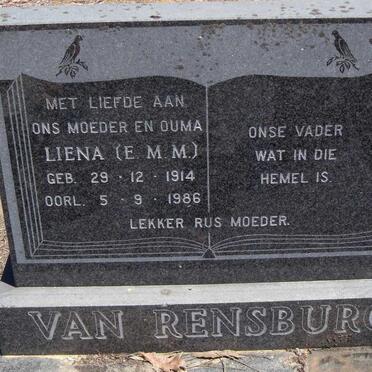 MET LIEFDE AAN
ONS MOEDER EN OUMA
LIENA (E. M. M.)
GEB. 29 · 12 · 1914
OORL. 5 · 9 · 1986
ONSE VADER
WAT IN DIE
HEMEL IS.
LEKKER RUS MOEDER.
VAN RENSBURG